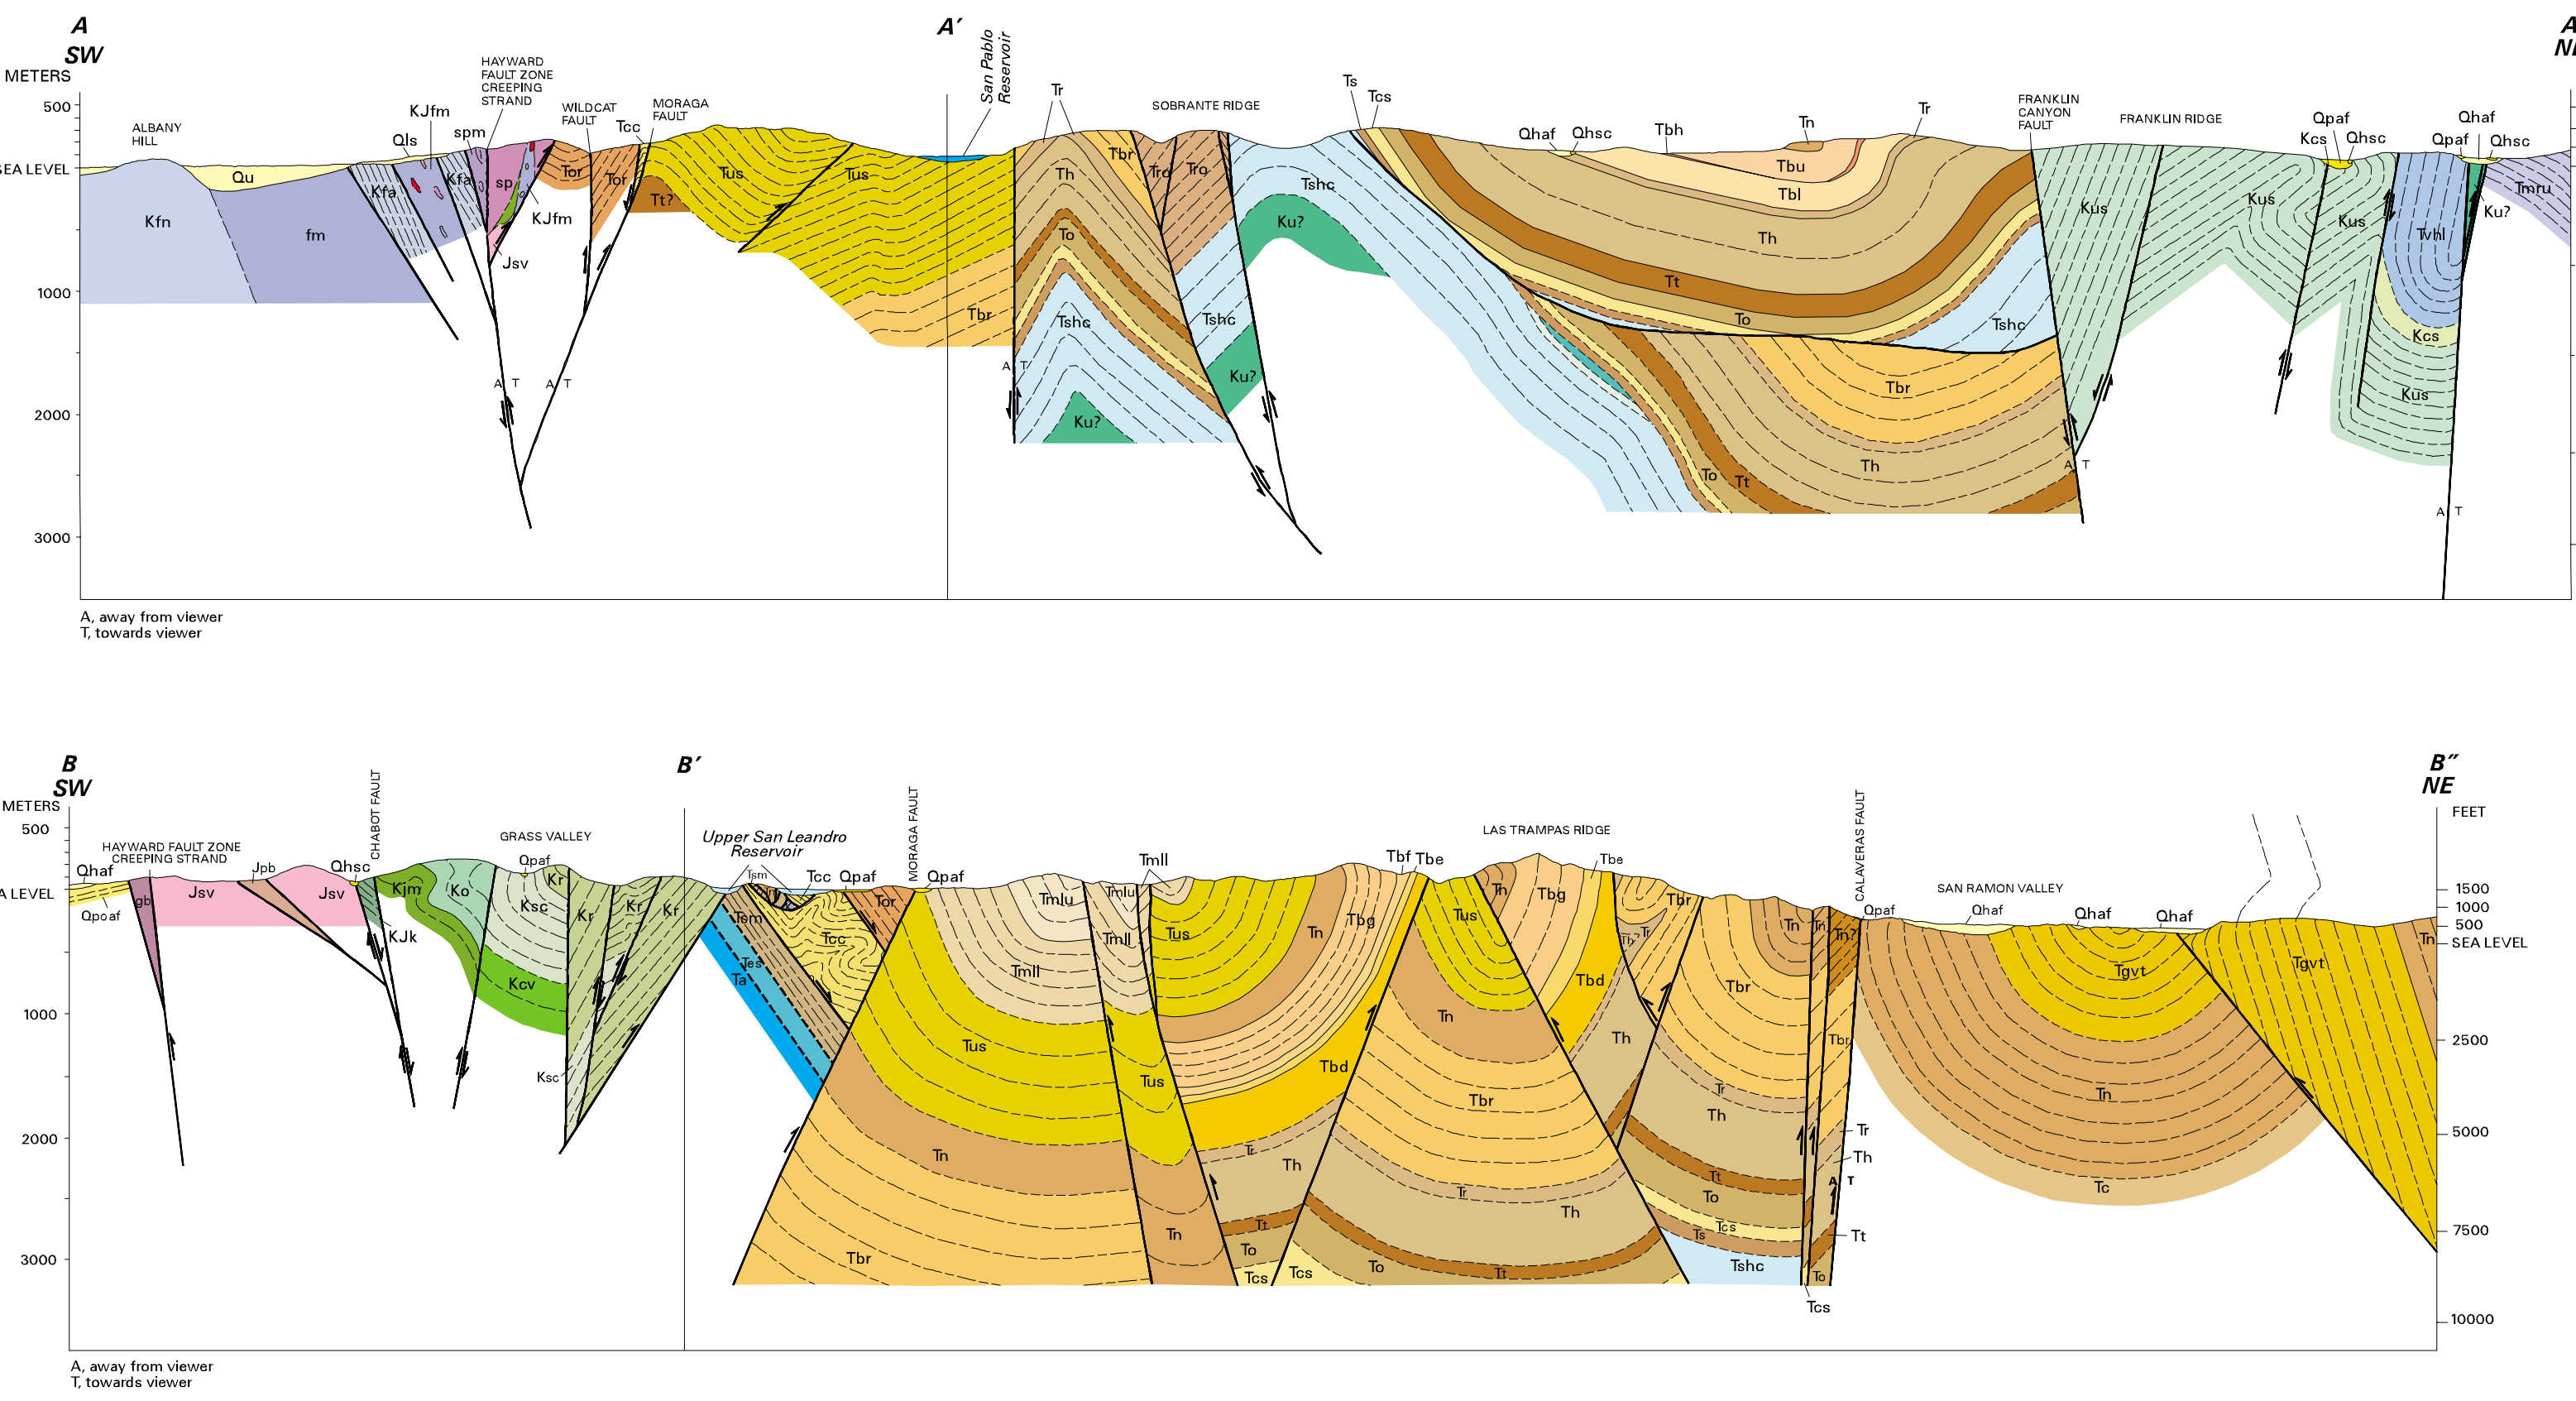 A
SW
METERS
500
SEA LEVEL
1000
2000
3000
ALBANY
HILL
Qls
KJfm
spm
HAYWARD
FAULT ZONE
CREEPING
STRAND
WILDCAT
FAULT
Tcc
MORAGA
FAULT
A′
San Pablo
Reservoir
Tr
SOBRANTE RIDGE
Ts
Tcs
Qhaf
Qhsc
Tbh
Tn
Tr
FRANKLIN
CANYON
FAULT
FRANKLIN RIDGE
Kcs
Qpaf
Qhsc
Qpaf
Qhaf
Qhsc
Qu
Kfn
fm
Kfa
Kfa
sp
KJfm
Jsv
Tor
Tor
Tt?
Tus
Tus
Tbr
Th
Tbr
Tro
Tro
To
Tshc
Tshc
Ku?
Ku?
Tshc
Ku?
Tbu
Tbl
Th
Tt
To
Tshc
Tbr
Th
To
Tt
Kus
Kus
Kus
Tvhl
Kcs
Kus
Ku?
Tmru
A T
A T
A T
A T
A T
A, away from viewer
T, towards viewer
B
SW
METERS
500
A LEVEL
1000
2000
3000
Qhaf
Qpoaf
HAYWARD FAULT ZONE
CREEPING STRAND
gb
Jsv
Jpb
Jsv
Qhsc
CHABOT FAULT
KJk
Kjm
Ko
GRASS VALLEY
Qpaf
Ksc
Kr
Kr
Kr
Kr
Kcv
Ksc
B′
Upper San Leandro
Reservoir
Tsm
Tcc
Qpaf
MORAGA FAULT
Qpaf
Tsm
Tes
Ta
Tcc
Tor
Tmlu
Tmll
Tmlu
Tmll
Tmll
Tus
Tus
Tus
Tn
Tn
Tbr
Tn
Tbg
Tbf
Tbe
Tbd
Tr
Th
Tt
To
Tcs
Tcs
LAS TRAMPAS RIDGE
Tus
Tn
Tn
Tbg
Tbe
Tbd
Tbr
Tr
Th
To
Tt
Th
Tr
Tbr
Th
Tbr
Tr
Th
Tt
To
Tcs
Ts
Tshc
Tn
Tn
Tn?
Tbr
Tr
Th
A T
Tt
To
Tcs
CALAVERAS FAULT
Qpaf
SAN RAMON VALLEY
Qhaf
Qhaf
Qhaf
Tgvt
Tgvt
Tn
Tn
Tc
B″
NE
FEET
1500
1000
500
SEA LEVEL
2500
5000
7500
10000
A, away from viewer
T, towards viewer